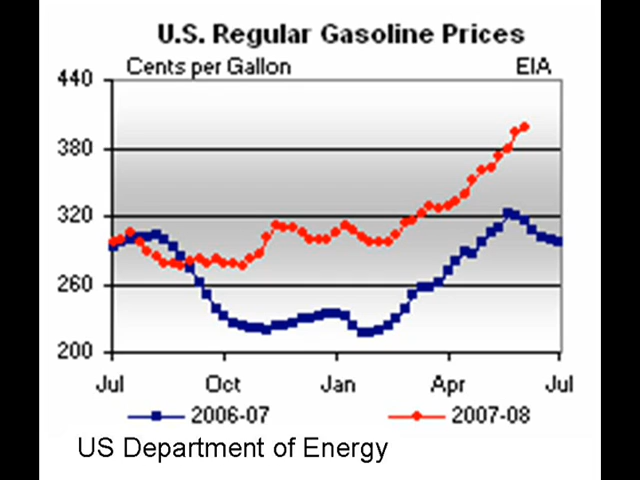 U.S. Regular Gasoline Prices
Cents per Gallon EIA
440
380
320
260
200
Jul Oct Jan Apr Jul
2006-07 2007-08
US Department of Energy